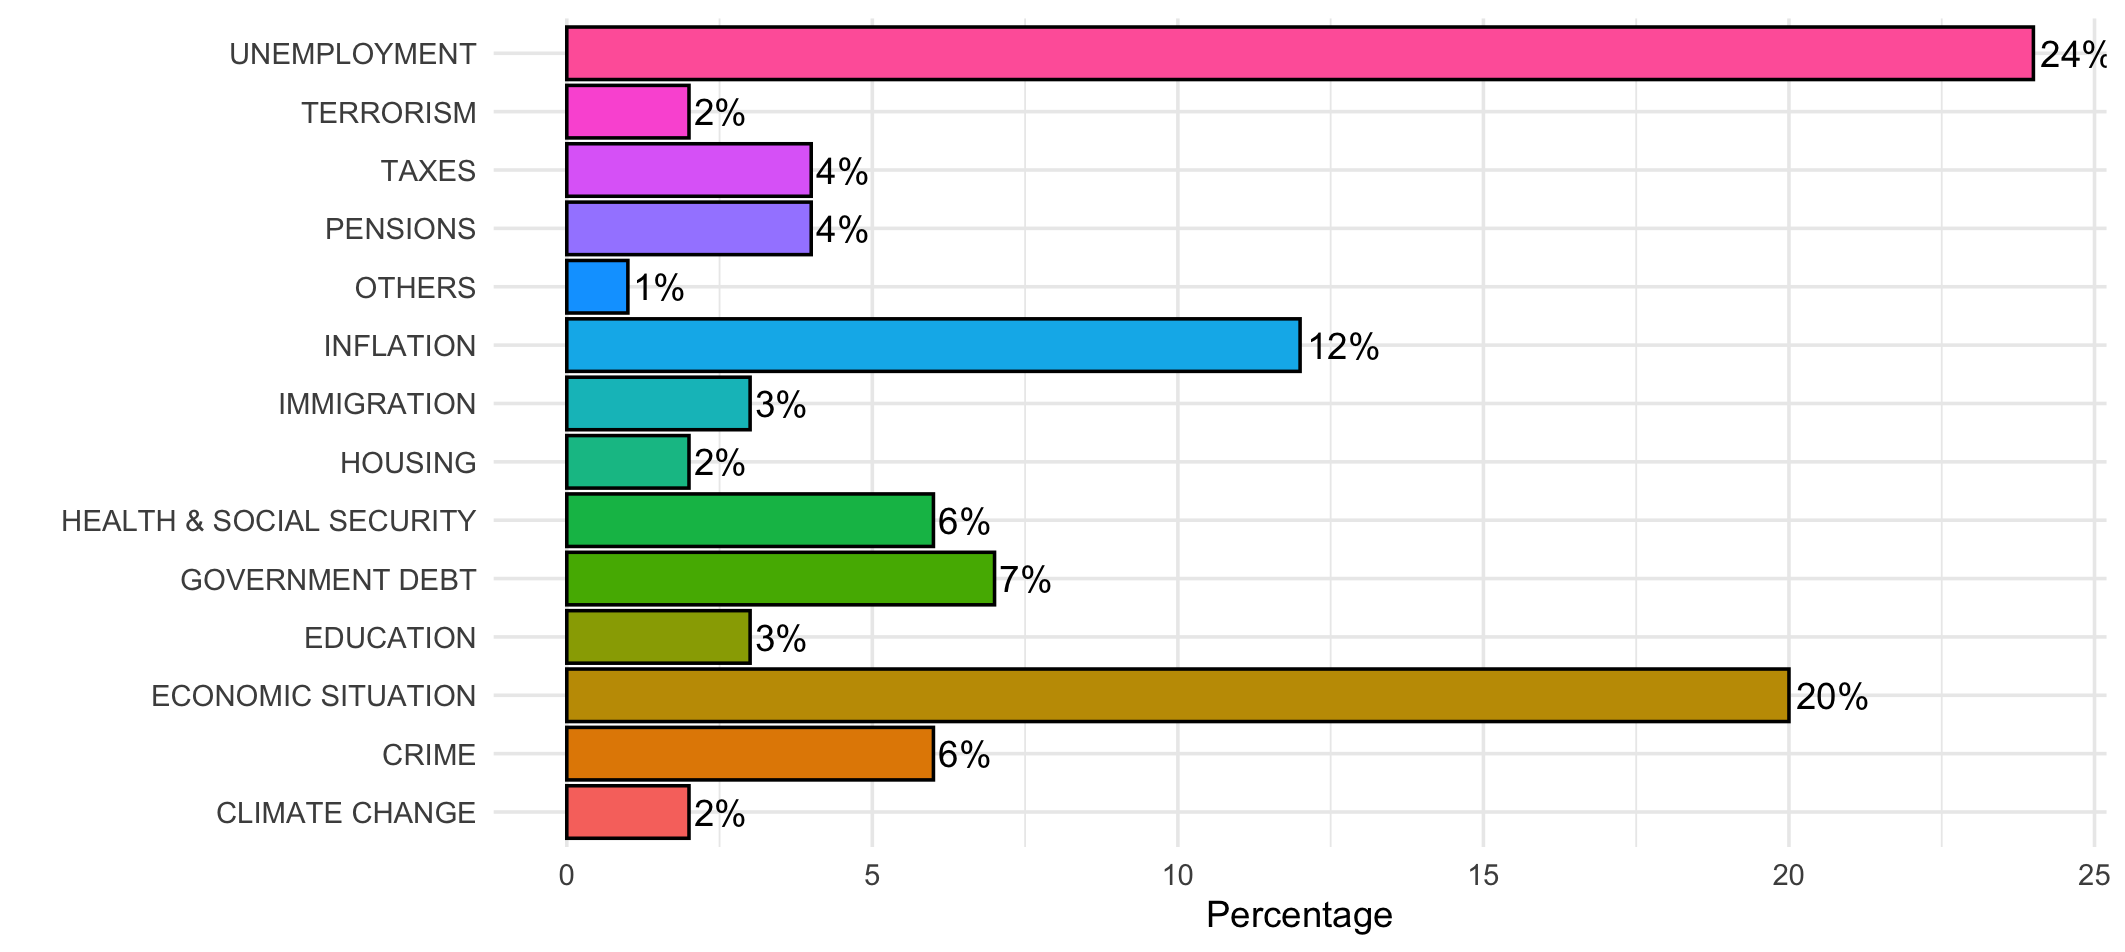 UNEMPLOYMENT 24%
TERRORISM 2%
TAXES 4%
PENSIONS 4%
OTHERS 1%
INFLATION 12%
IMMIGRATION 3%
HOUSING 2%
HEALTH & SOCIAL SECURITY 6%
GOVERNMENT DEBT 7%
EDUCATION 3%
ECONOMIC SITUATION 20%
CRIME 6%
CLIMATE CHANGE 2%
0 5 10 15 20 25
Percentage